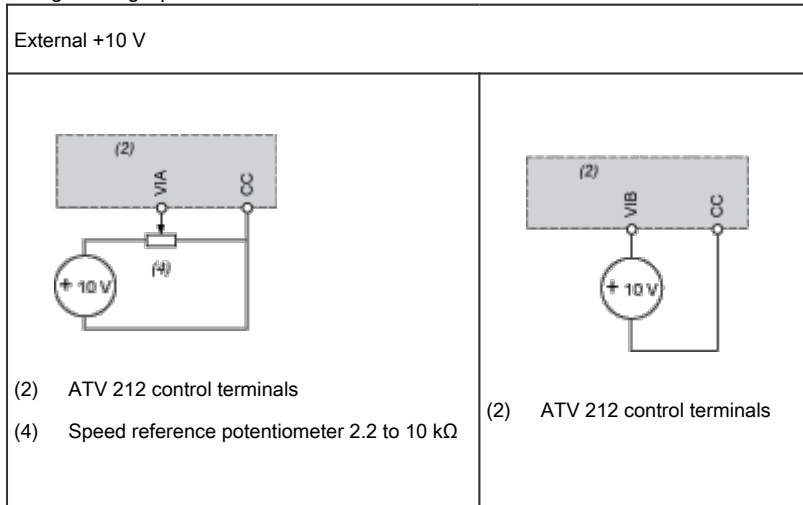 External +10 V
(2)
VIA
CC
(4)
+ 10 V
(2) ATV 212 control terminals
(4) Speed reference potentiometer 2.2 to 10 kΩ
(2)
VIB
CC
+ 10 V
(2) ATV 212 control terminals